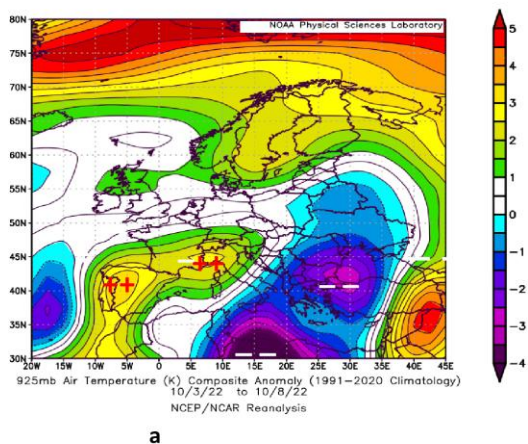 NOAA Physical Sciences Laboratory
80N
75N
70N
65N
60N
55N
50N
45N
40N
35N
30N
20W 15W 10W 5W 0 5E 10E 15E 20E 25E 30E 35E 40E 45E
5
4
3
2
1
0
-1
-2
-3
-4
925mb Air Temperature (K) Composite Anomaly (1991-2020 Climatology)
10/3/22 to 10/8/22
NCEP/NCAR Reanalysis
a